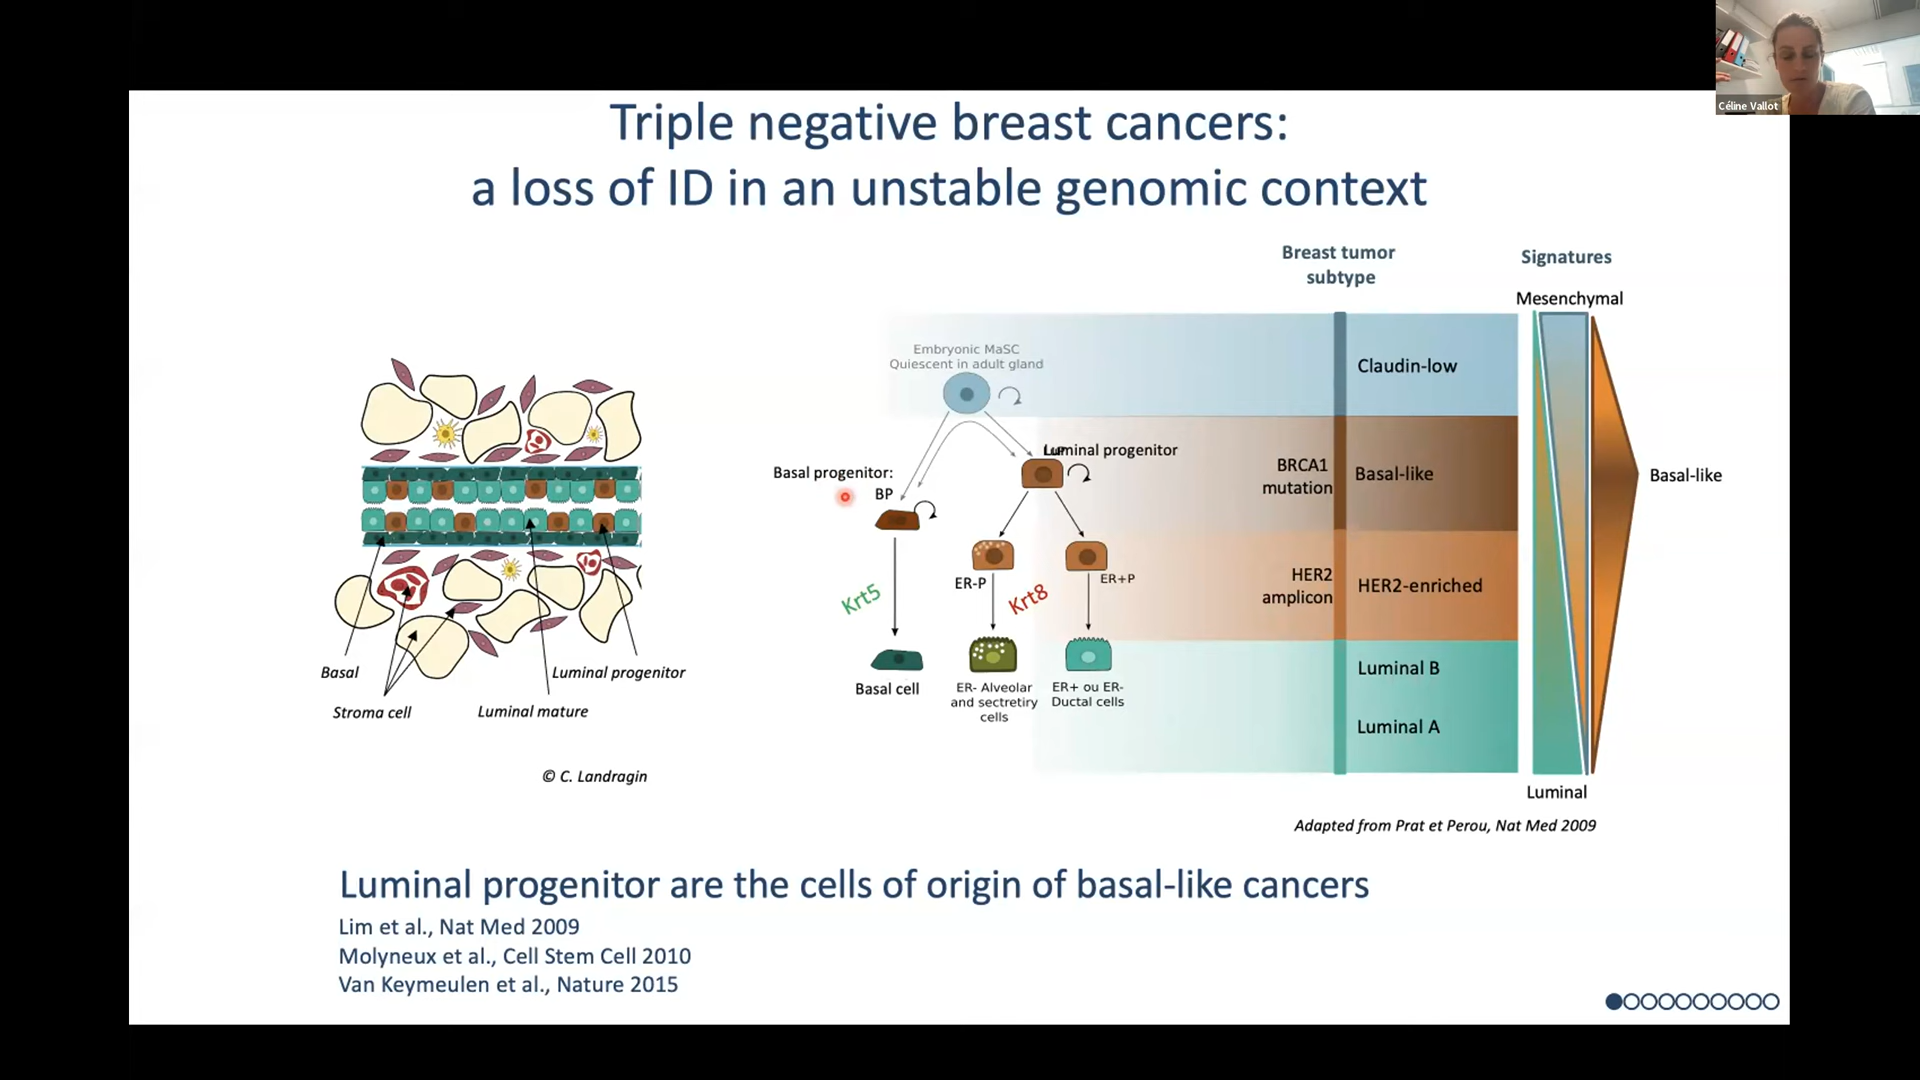 Céline Vallot
Triple negative breast cancers:
a loss of ID in an unstable genomic context
Basal
Stroma cell
Luminal mature
Luminal progenitor
© C. Landragin
Embryonic MaSC
Quiescent in adult gland
Basal progenitor:
BP
Luminal progenitor
ER-P
ER+P
Krt5
Krt8
Basal cell
ER- Alveolar
and sectretiry
cells
ER+ ou ER-
Ductal cells
Breast tumor
subtype
Claudin-low
BRCA1
mutation
Basal-like
HER2
amplicon
HER2-enriched
Luminal B
Luminal A
Signatures
Mesenchymal
Basal-like
Luminal
Adapted from Prat et Perou, Nat Med 2009
Luminal progenitor are the cells of origin of basal-like cancers
Lim et al., Nat Med 2009
Molyneux et al., Cell Stem Cell 2010
Van Keymeulen et al., Nature 2015